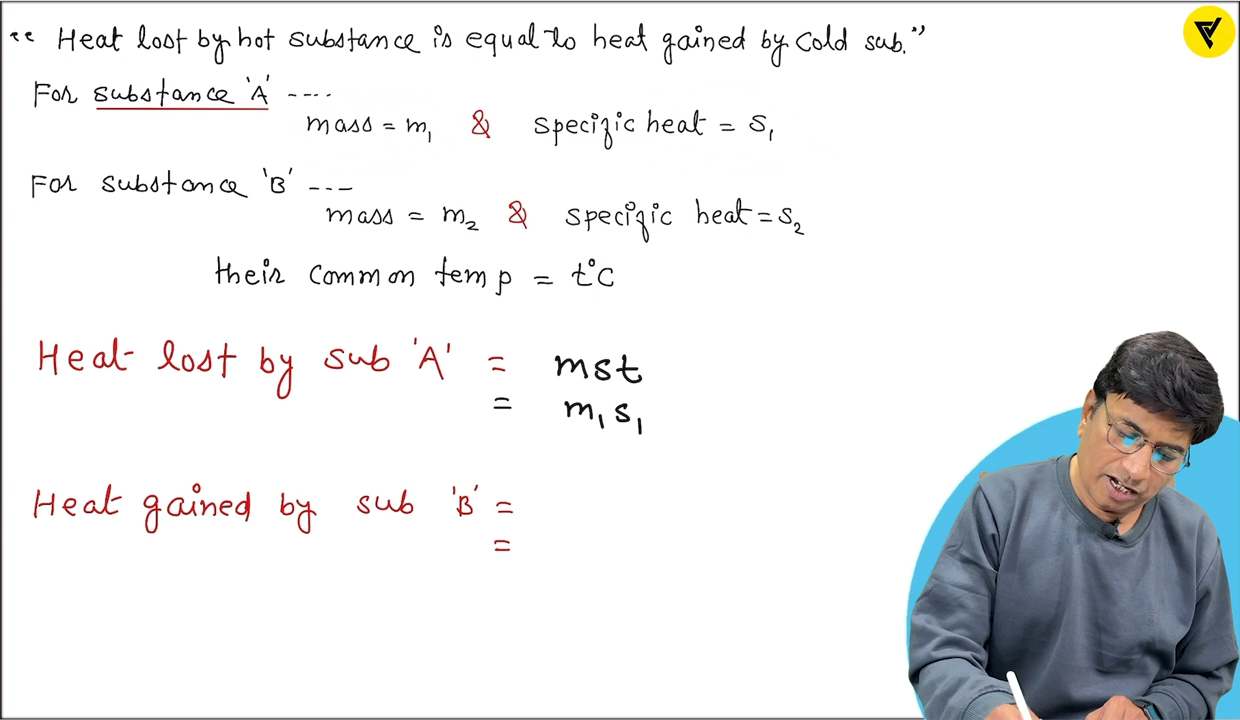 “ Heat lost by hot substance is equal to heat gained by cold sub.”
For substance 'A' ----
mass = m₁ & specific heat = s₁
For substance 'B' ---
mass = m₂ & specific heat = s₂
their common temp = t°C
Heat lost by sub 'A' = mst
= m₁ s₁
Heat gained by sub 'B' =
=